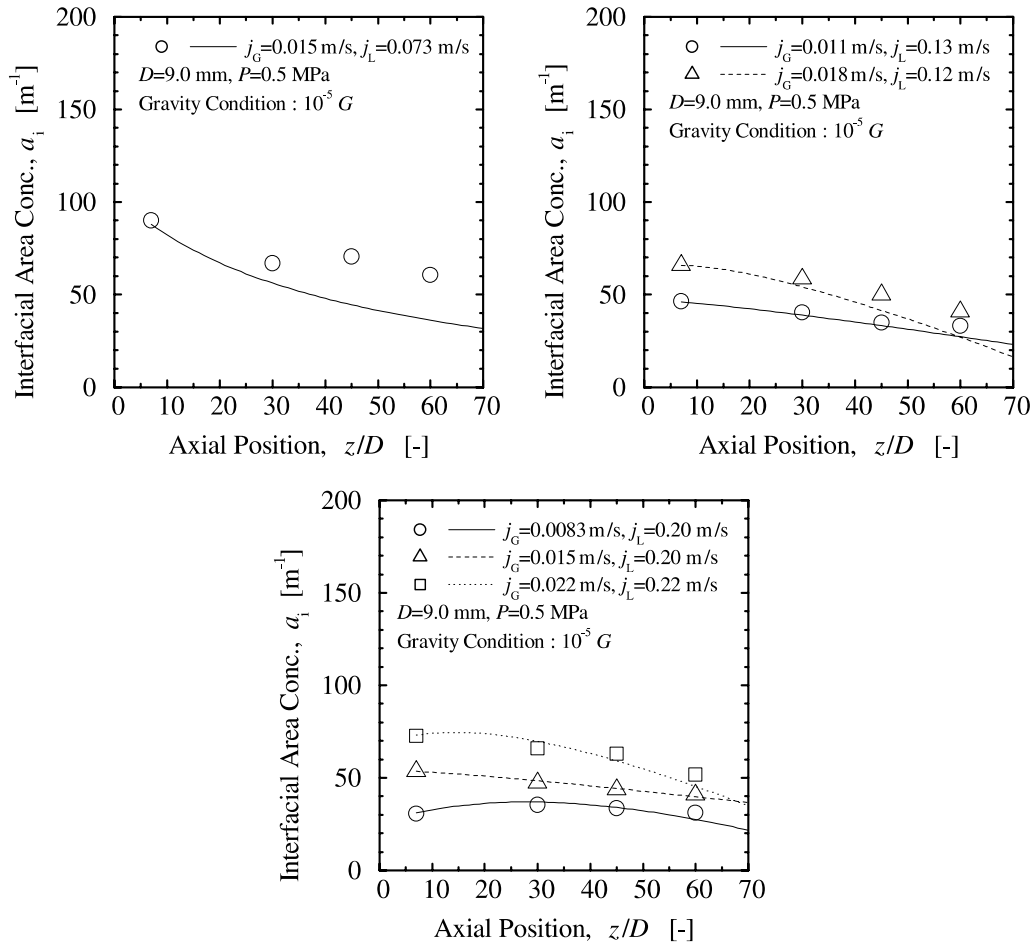 200
150
100
50
0
Interfacial Area Conc., a_i [m^-1]
j_G=0.015 m/s, j_L=0.073 m/s
D=9.0 mm, P=0.5 MPa
Gravity Condition : 10^-5 G
0 10 20 30 40 50 60 70
Axial Position, z/D [-]
200
150
100
50
0
Interfacial Area Conc., a_i [m^-1]
j_G=0.011 m/s, j_L=0.13 m/s
j_G=0.018 m/s, j_L=0.12 m/s
D=9.0 mm, P=0.5 MPa
Gravity Condition : 10^-5 G
0 10 20 30 40 50 60 70
Axial Position, z/D [-]
200
150
100
50
0
Interfacial Area Conc., a_i [m^-1]
j_G=0.0083 m/s, j_L=0.20 m/s
j_G=0.015 m/s, j_L=0.20 m/s
j_G=0.022 m/s, j_L=0.22 m/s
D=9.0 mm, P=0.5 MPa
Gravity Condition : 10^-5 G
0 10 20 30 40 50 60 70
Axial Position, z/D [-]